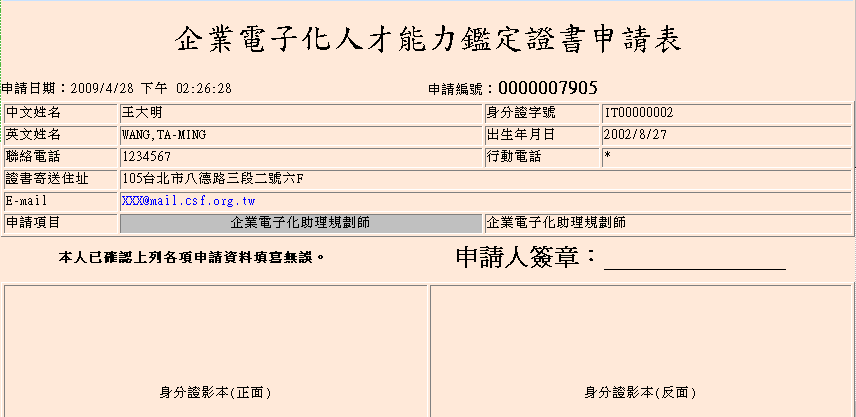 企業電子化人才能力鑑定證書申請表
申請日期：2009/4/28 下午 02:26:28 申請編號：0000007905
中文姓名 王大明 身分證字號 IT00000002
英文姓名 WANG,TA-MING 出生年月日 2002/8/27
聯絡電話 1234567 行動電話 *
證書寄送住址 105台北市八德路三段二號六F
E-mail XXX@mail.csf.org.tw
申請項目 企業電子化助理規劃師 企業電子化助理規劃師
本人已確認上列各項申請資料填寫無誤。 申請人簽章：
身分證影本(正面) 身分證影本(反面)